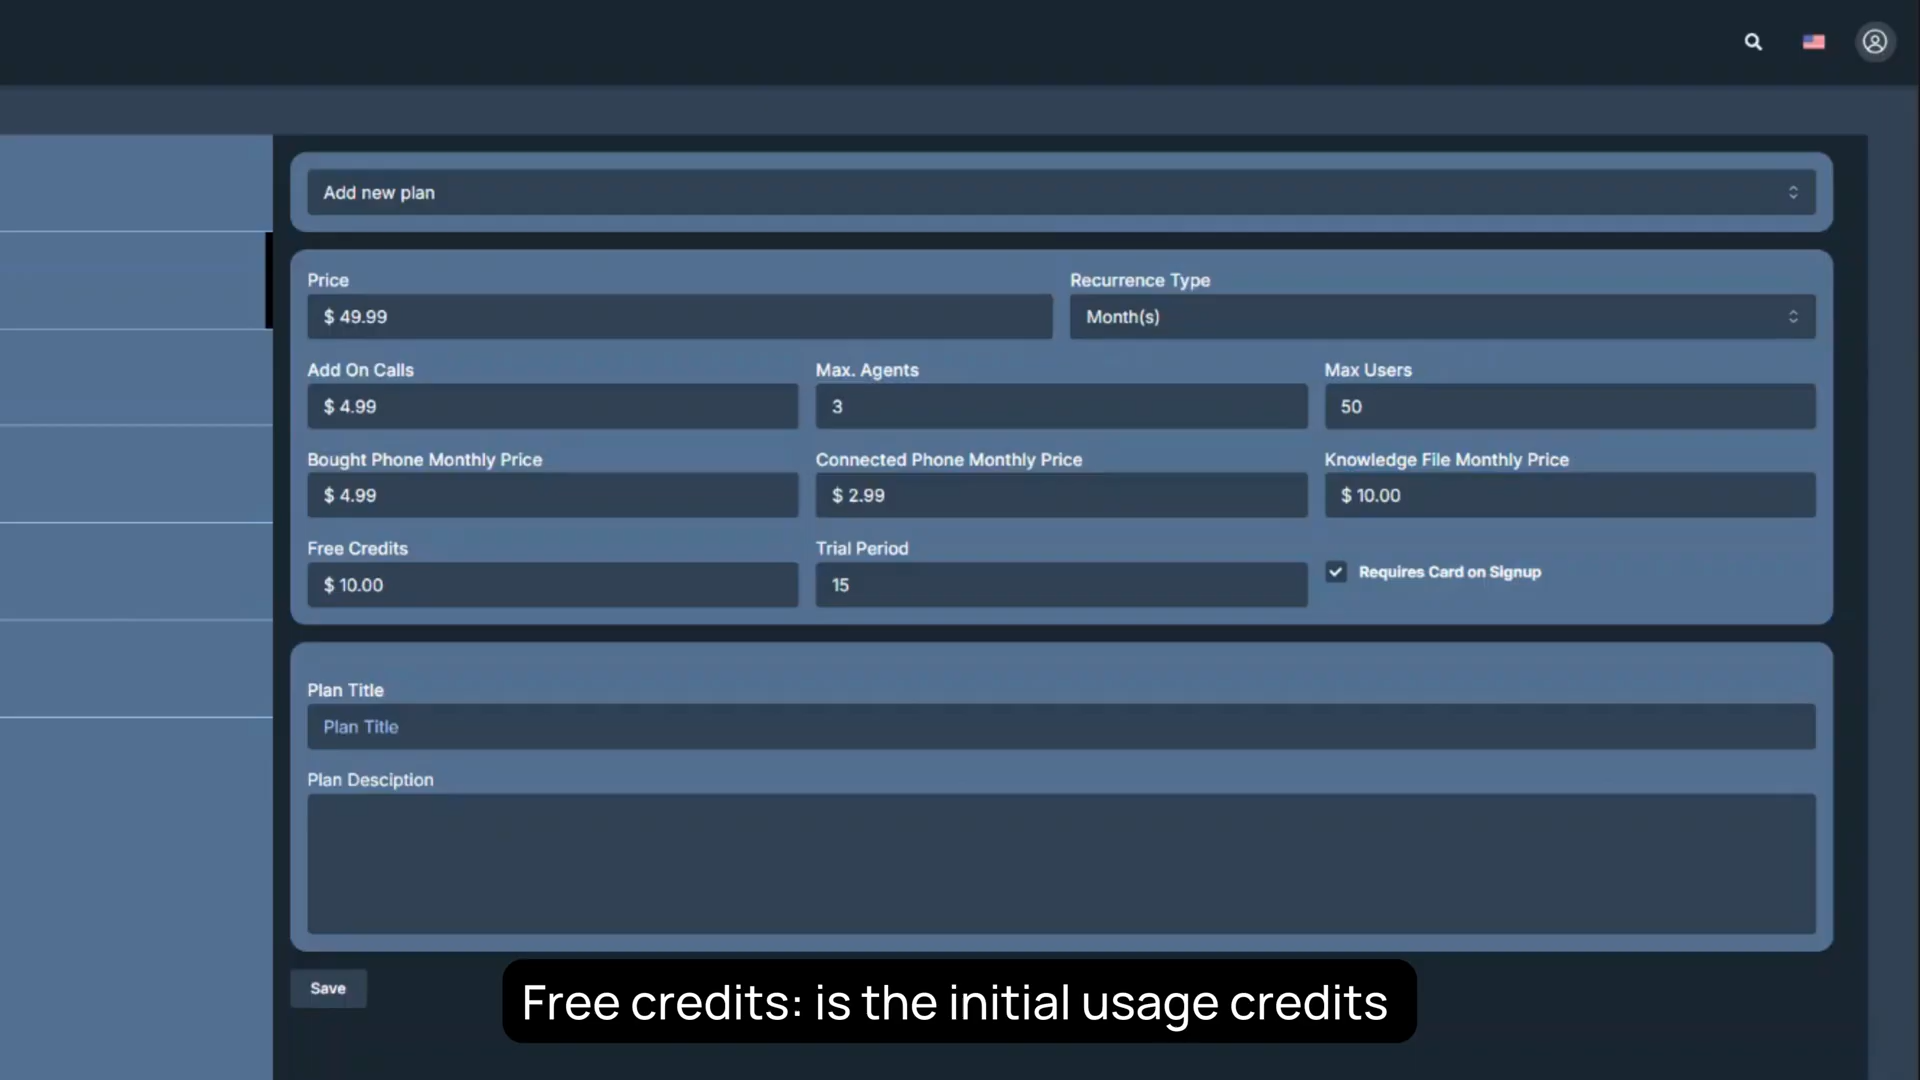 Add new plan
Price
Recurrence Type
$ 49.99
Month(s)
Add On Calls
Max. Agents
Max Users
$ 4.99
3
50
Bought Phone Monthly Price
Connected Phone Monthly Price
Knowledge File Monthly Price
$ 4.99
$ 2.99
$ 10.00
Free Credits
Trial Period
Requires Card on Signup
$ 10.00
15
Plan Title
Plan Title
Plan Desciption
Save
Free credits: is the initial usage credits